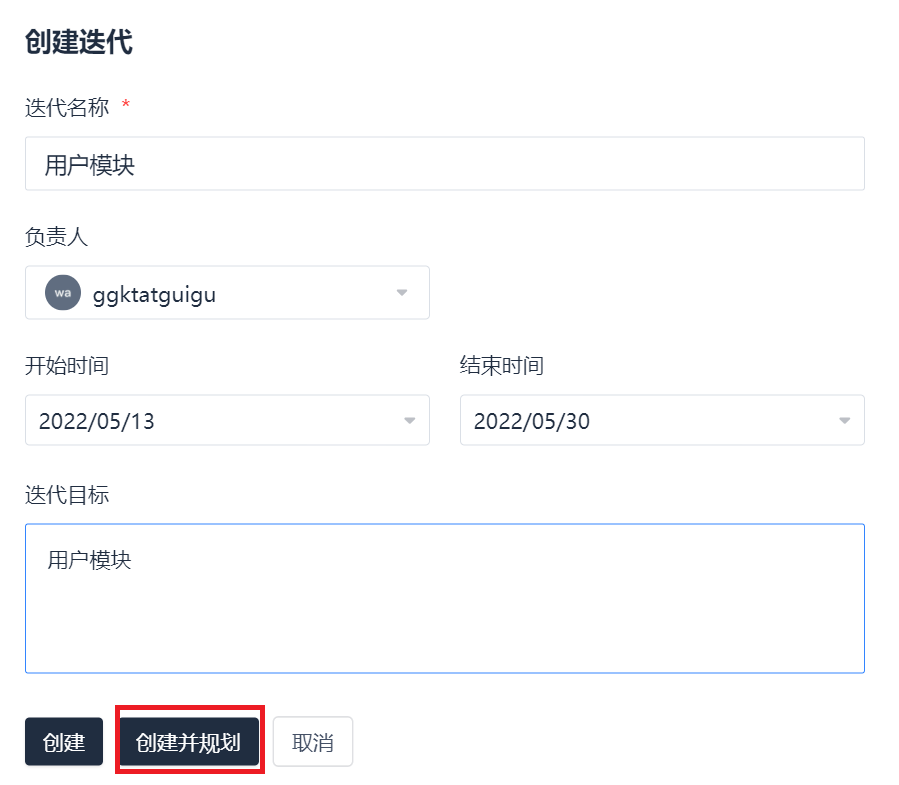 创建迭代
迭代名称 *
用户模块
负责人
wa ggktatguigu
开始时间 结束时间
2022/05/13 2022/05/30
迭代目标
用户模块
创建 创建并规划 取消